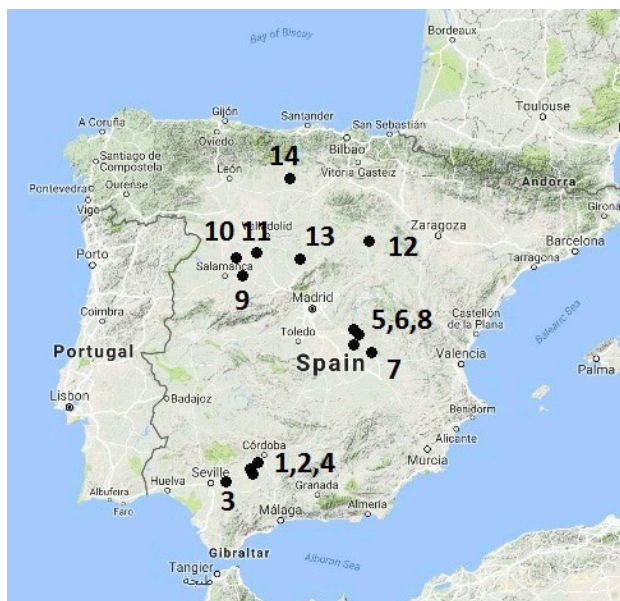 Bay of Biscay
Bordeaux
A Coruña
Gijón
Santander
Oviedo
San Sebastián
Bilbao
Toulouse
Santiago de
Compostela
León
14
Vitoria-Gasteiz
Andorra
Pontevedra
Ourense
Vigo
Girona
10 11
Valladolid
13
12
Zaragoza
Barcelona
Porto
Salamanca
Tarragona
9
Madrid
Coimbra
5,6,8
Castellón
de la Plana
Balearic Sea
Toledo
Portugal
Spain
7
Valencia
Palma
Lisbon
Badajoz
Benidorm
Alicante
Murcia
Córdoba
1,2,4
Huelva
Seville
3
Granada
Albufeira
Faro
Málaga
Almería
Gibraltar
Alboran Sea
Tangier
طنجة